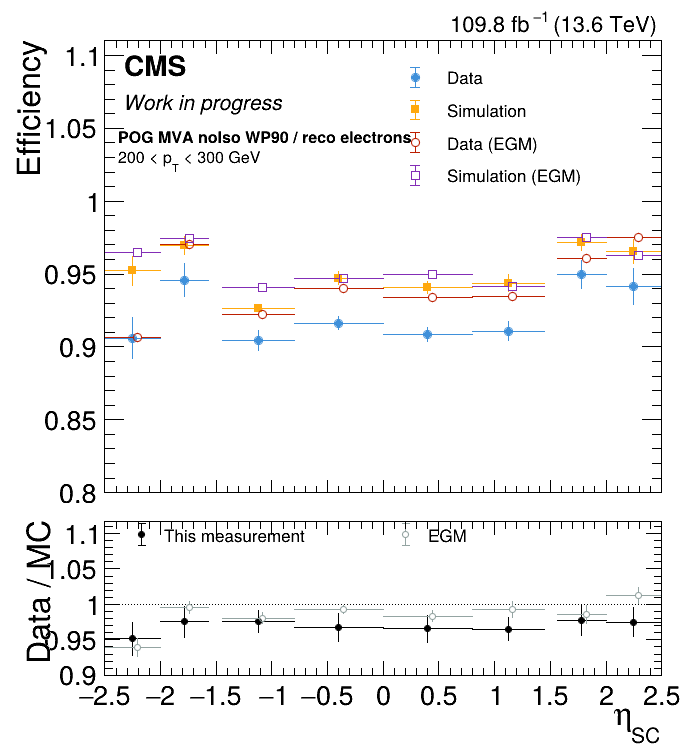 109.8 fb⁻¹ (13.6 TeV)
Efficiency
1.1
1.05
1
0.95
0.9
0.85
0.8
CMS
Work in progress
POG MVA noIso WP90 / reco electrons
200 < p_T < 300 GeV
Data
Simulation
Data (EGM)
Simulation (EGM)
Data / MC
1.1
1.05
1
0.95
0.9
This measurement
EGM
−2.5 −2 −1.5 −1 −0.5 0 0.5 1 1.5 2 2.5
η_SC